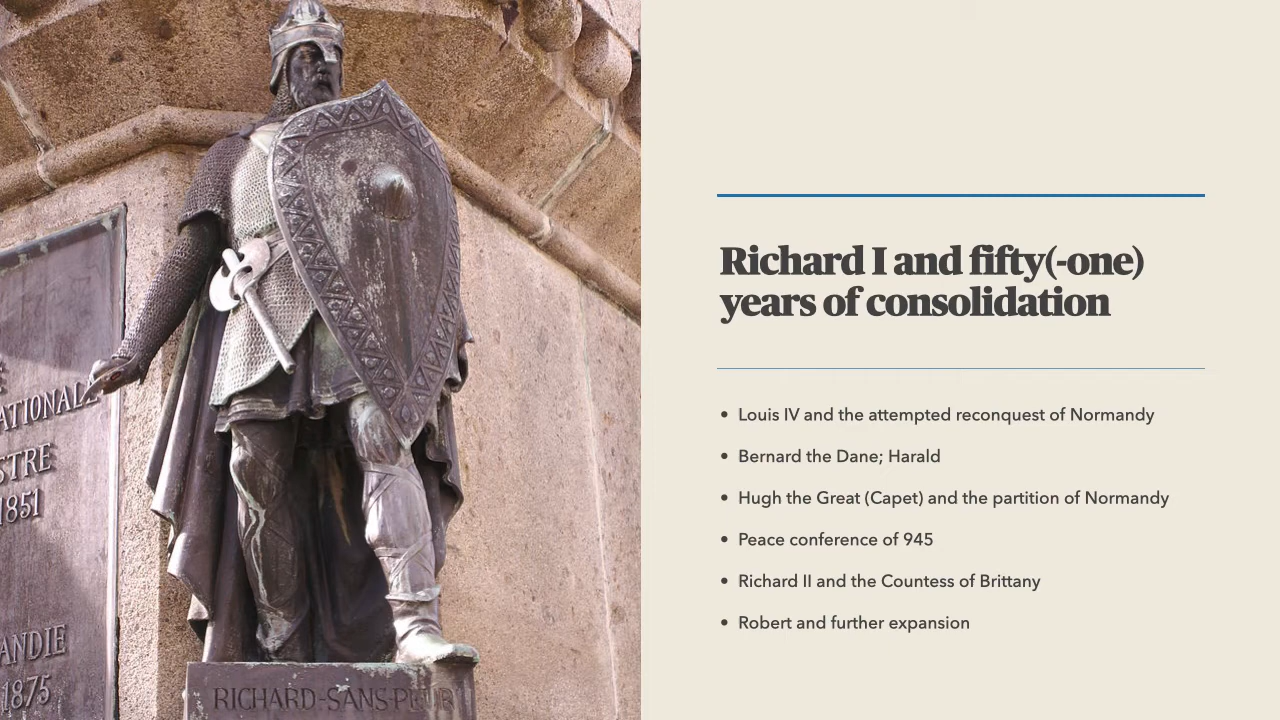 ATIONALE
STRE
1851
ANDIE
1875
RICHARD-SANS-PEUR
Richard I and fifty(-one)
years of consolidation
• Louis IV and the attempted reconquest of Normandy
• Bernard the Dane; Harald
• Hugh the Great (Capet) and the partition of Normandy
• Peace conference of 945
• Richard II and the Countess of Brittany
• Robert and further expansion